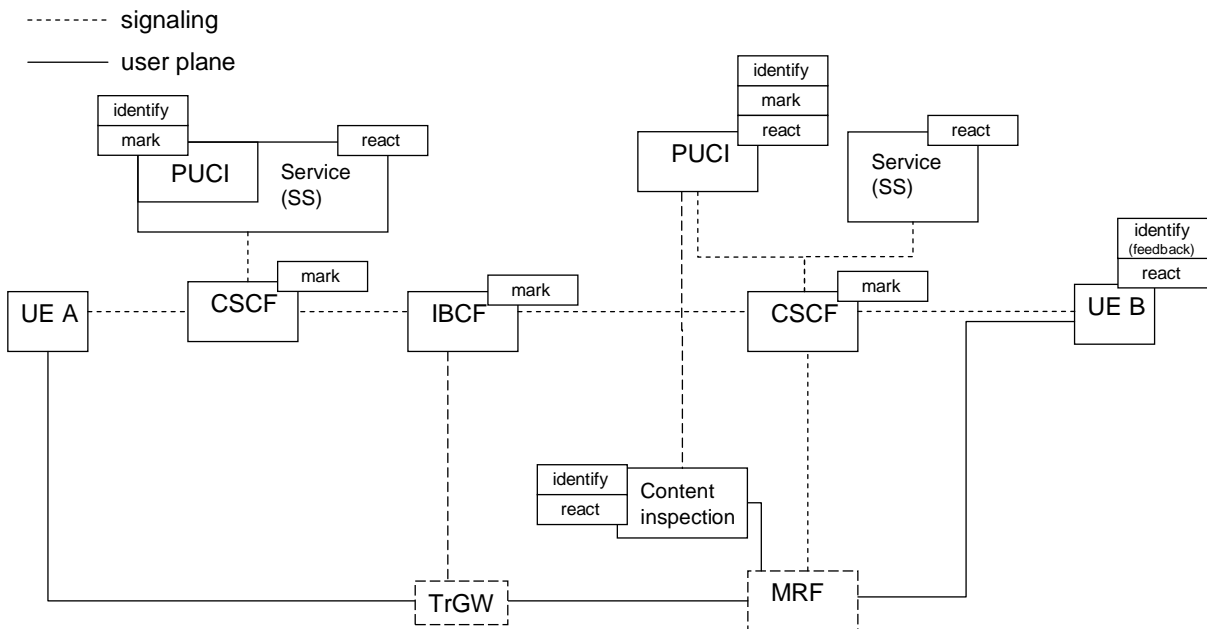 signaling
user plane
identify
mark
PUCI
react
Service
(SS)
identify
mark
react
PUCI
react
Service
(SS)
identify
(feedback)
react
UE A
mark
CSCF
mark
IBCF
mark
CSCF
UE B
identify
react
Content
inspection
TrGW
MRF